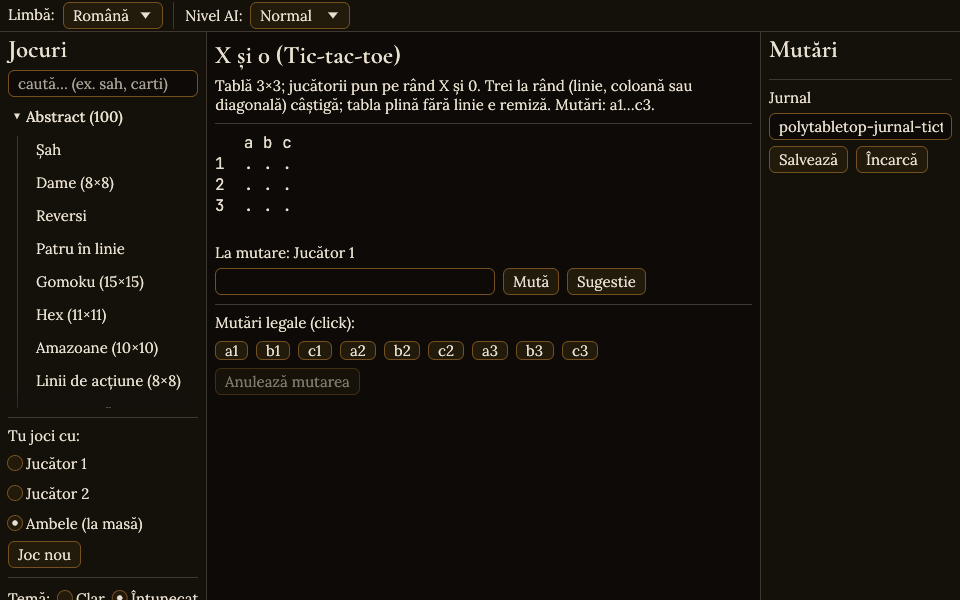 Limbă: Română ▼ Nivel AI: Normal ▼
Jocuri
caută... (ex. sah, carti)
▼ Abstract (100)
Șah
Dame (8×8)
Reversi
Patru în linie
Gomoku (15×15)
Hex (11×11)
Amazoane (10×10)
Linii de acțiune (8×8)
Tu joci cu:
Jucător 1
Jucător 2
Ambele (la masă)
Joc nou
Temă: Clar Întunecat
X și 0 (Tic-tac-toe)
Tablă 3×3; jucătorii pun pe rând X și 0. Trei la rând (linie, coloană sau
diagonală) câștigă; tabla plină fără linie e remiză. Mutări: a1...c3.
a b c
1 . . .
2 . . .
3 . . .
La mutare: Jucător 1
Mută Sugestie
Mutări legale (click):
a1 b1 c1 a2 b2 c2 a3 b3 c3
Anulează mutarea
Mutări
Jurnal
polytabletop-jurnal-tict
Salvează Încarcă